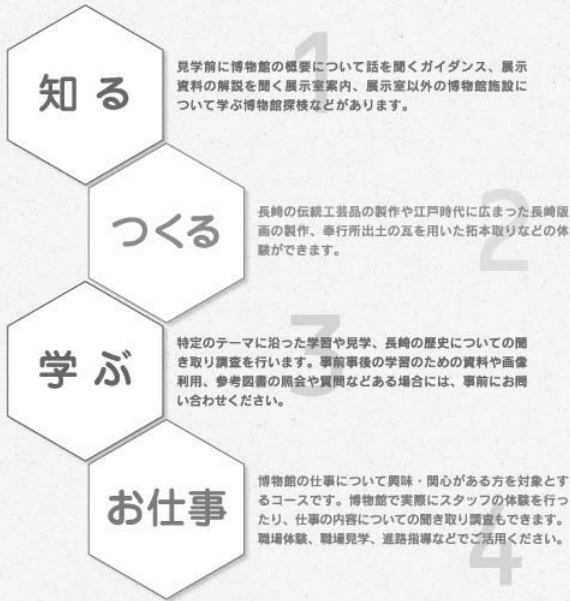 1
知る
見学前に博物館の概要について話を聞くガイダンス、展示
資料の解説を聞く展示室案内、展示室以外の博物館施設に
ついて学ぶ博物館探検などがあります。
2
つくる
長崎の伝統工芸品の製作や江戸時代に広まった長崎版
画の製作、奉行所出土の瓦を用いた拓本取りなどの体
験ができます。
3
学ぶ
特定のテーマに沿った学習や見学、長崎の歴史についての聞
き取り調査を行います。事前事後の学習のための資料や画像
利用、参考図書の照会や質問などある場合には、事前にお問
い合わせください。
4
お仕事
博物館の仕事について興味・関心がある方を対象とす
るコースです。博物館で実際にスタッフの体験を行っ
たり、仕事の内容についての聞き取り調査もできます。
職場体験、職場見学、進路指導などでご活用ください。